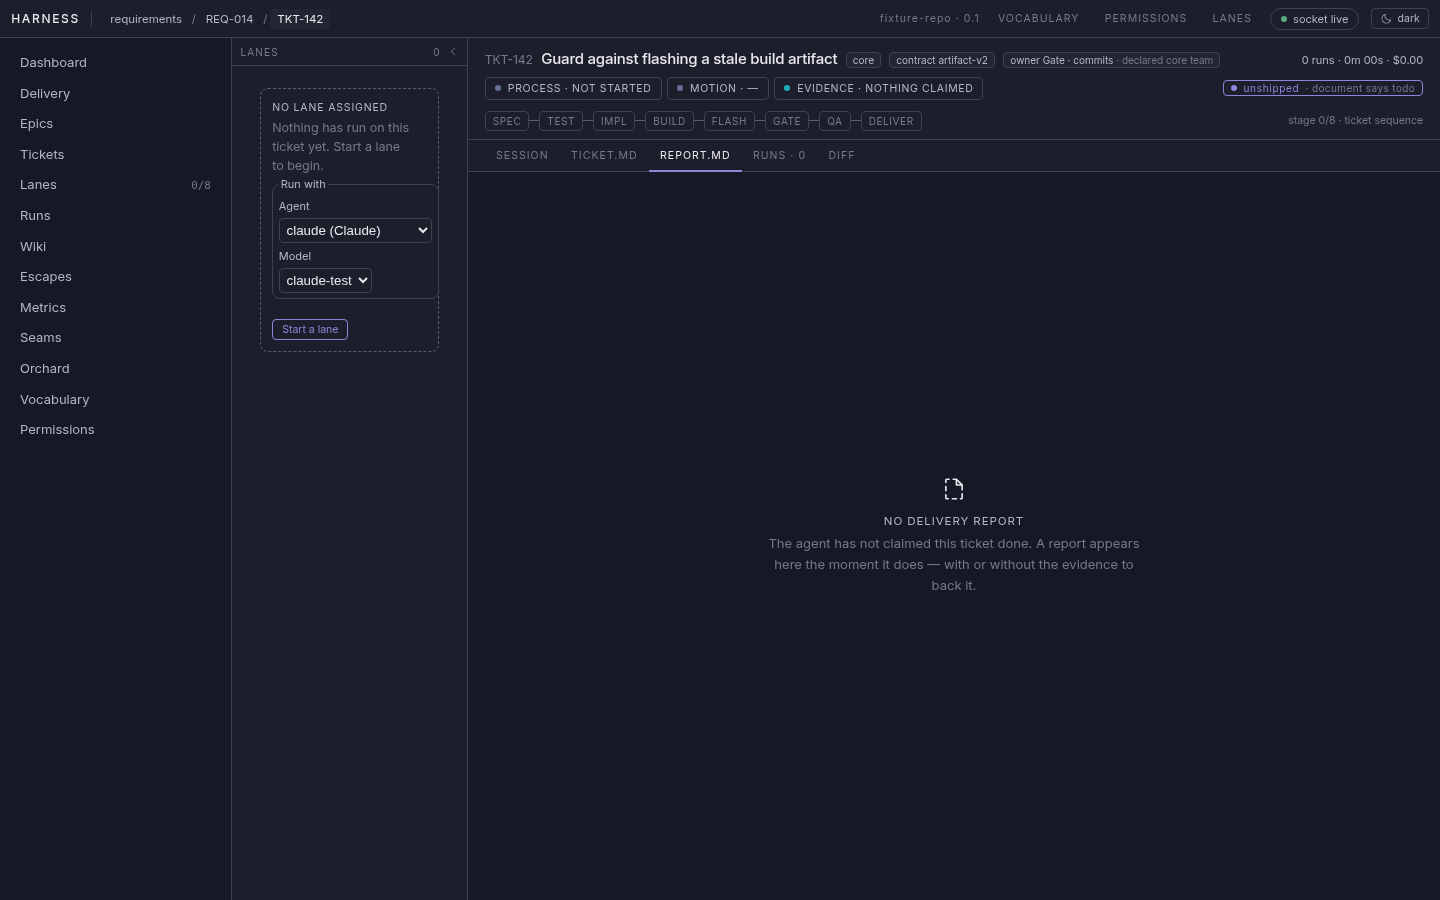 HARNESS
requirements / REQ-014 / TKT-142
fixture-repo · 0.1
VOCABULARY
PERMISSIONS
LANES
socket live
dark
Dashboard
Delivery
Epics
Tickets
Lanes 0/8
Runs
Wiki
Escapes
Metrics
Seams
Orchard
Vocabulary
Permissions
LANES 0
NO LANE ASSIGNED
Nothing has run on this
ticket yet. Start a lane
to begin.
Run with
Agent
claude (Claude)
Model
claude-test
Start a lane
TKT-142 Guard against flashing a stale build artifact core contract artifact-v2 owner Gate · commits · declared core team 0 runs · 0m 00s · $0.00
PROCESS · NOT STARTED MOTION · — EVIDENCE · NOTHING CLAIMED unshipped · document says todo
SPEC TEST IMPL BUILD FLASH GATE QA DELIVER stage 0/8 · ticket sequence
SESSION TICKET.MD REPORT.MD RUNS · 0 DIFF
NO DELIVERY REPORT
The agent has not claimed this ticket done. A report appears
here the moment it does — with or without the evidence to
back it.